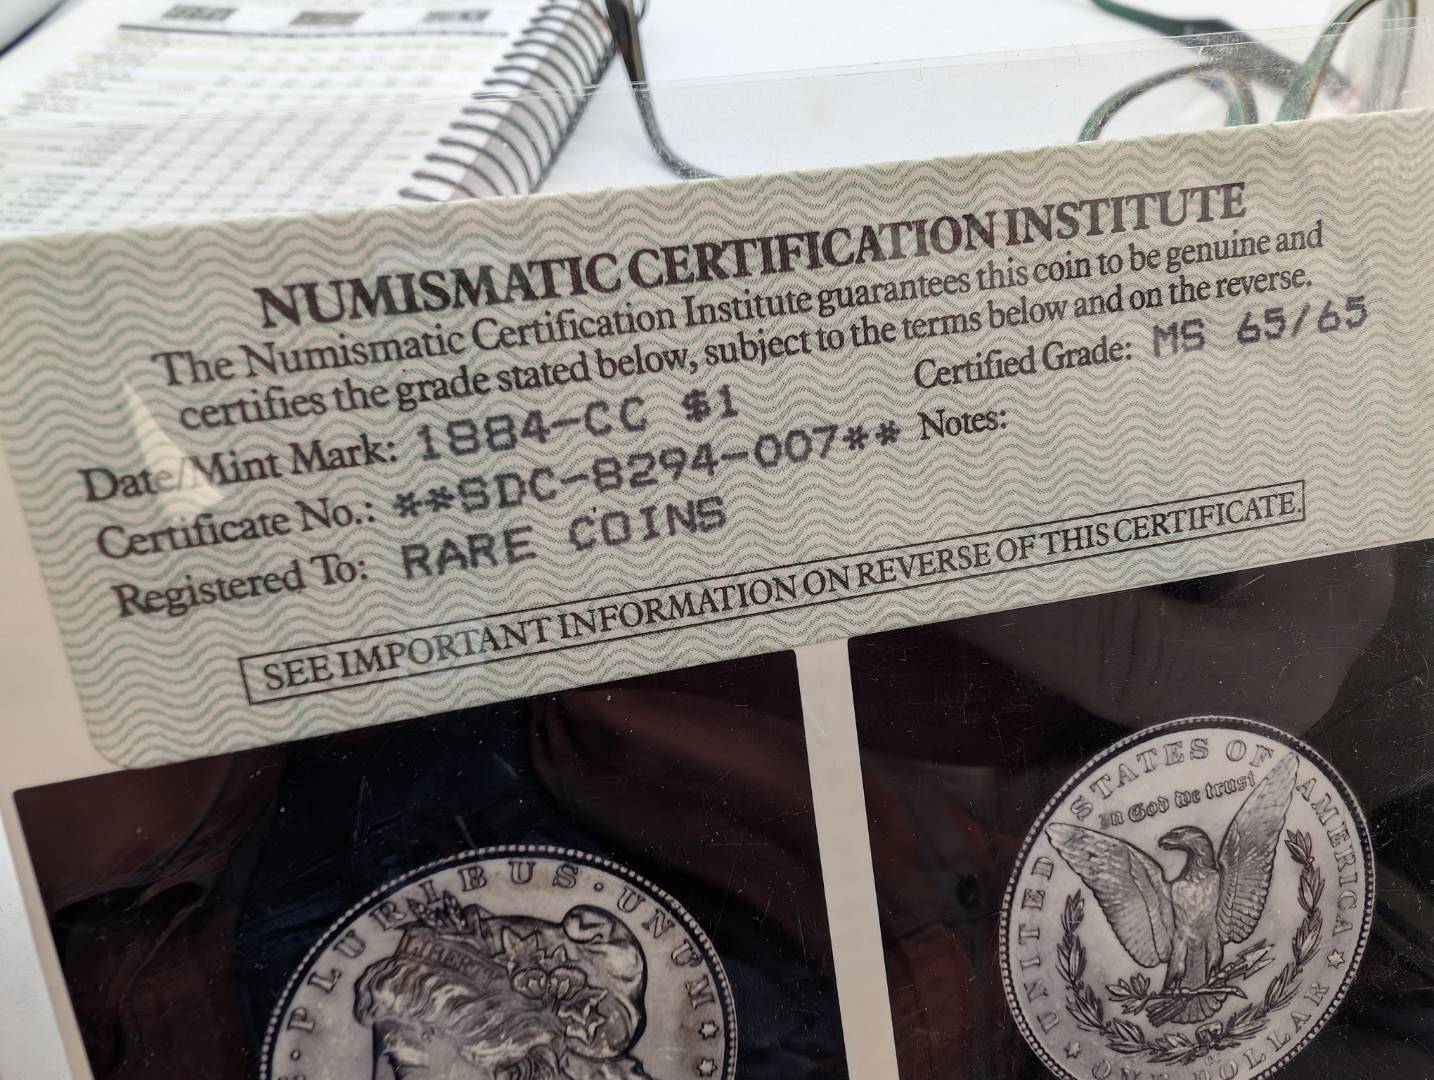 NUMISMATIC CERTIFICATION INSTITUTE
The Numismatic Certification Institute guarantees this coin to be genuine and
certifies the grade stated below, subject to the terms below and on the reverse.
Date/Mint Mark: 1884-CC $1
Certified Grade: MS 65/65
Certificate No.: **SDC-8294-007**
Notes:
Registered To: RARE COINS
SEE IMPORTANT INFORMATION ON REVERSE OF THIS CERTIFICATE.
PLURIBUS·UNUM
LIBERTY
UNITED STATES OF AMERICA
In God we trust
ONE DOLLAR